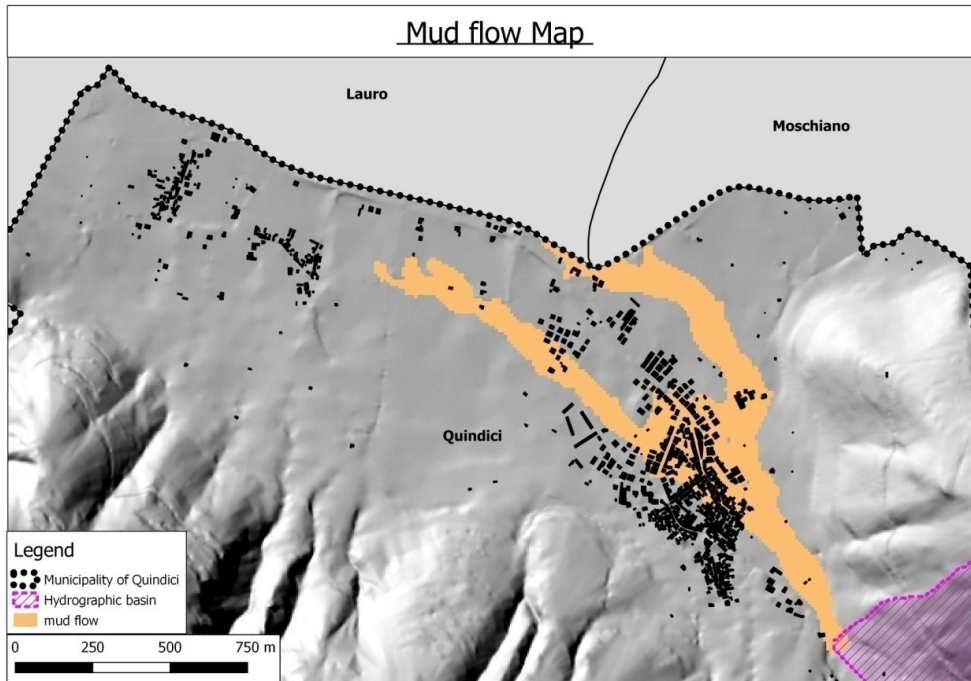 Mud flow Map
Lauro
Moschiano
Quindici
Legend
Municipality of Quindici
Hydrographic basin
mud flow
0 250 500 750 m